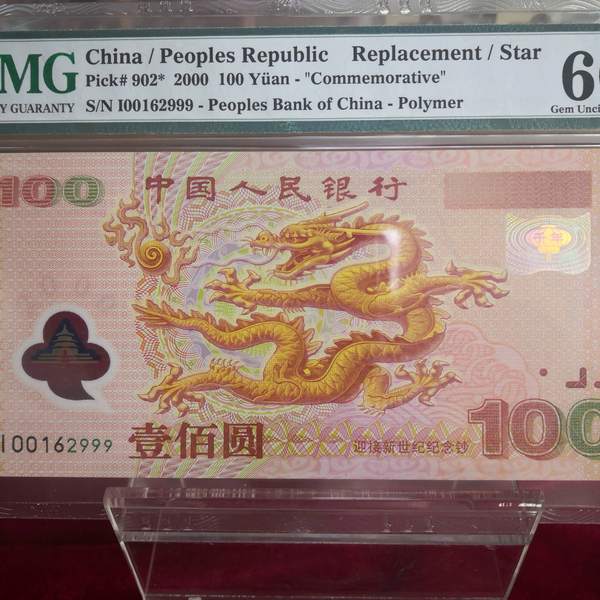 MG
China / Peoples Republic Replacement / Star
Pick# 902* 2000 100 Yüan - "Commemorative"
Y GUARANTY S/N I00162999 - Peoples Bank of China - Polymer
Gem Unci
100 中国人民银行
千年
I00162999 壹佰圆 迎接新世纪纪念钞 100